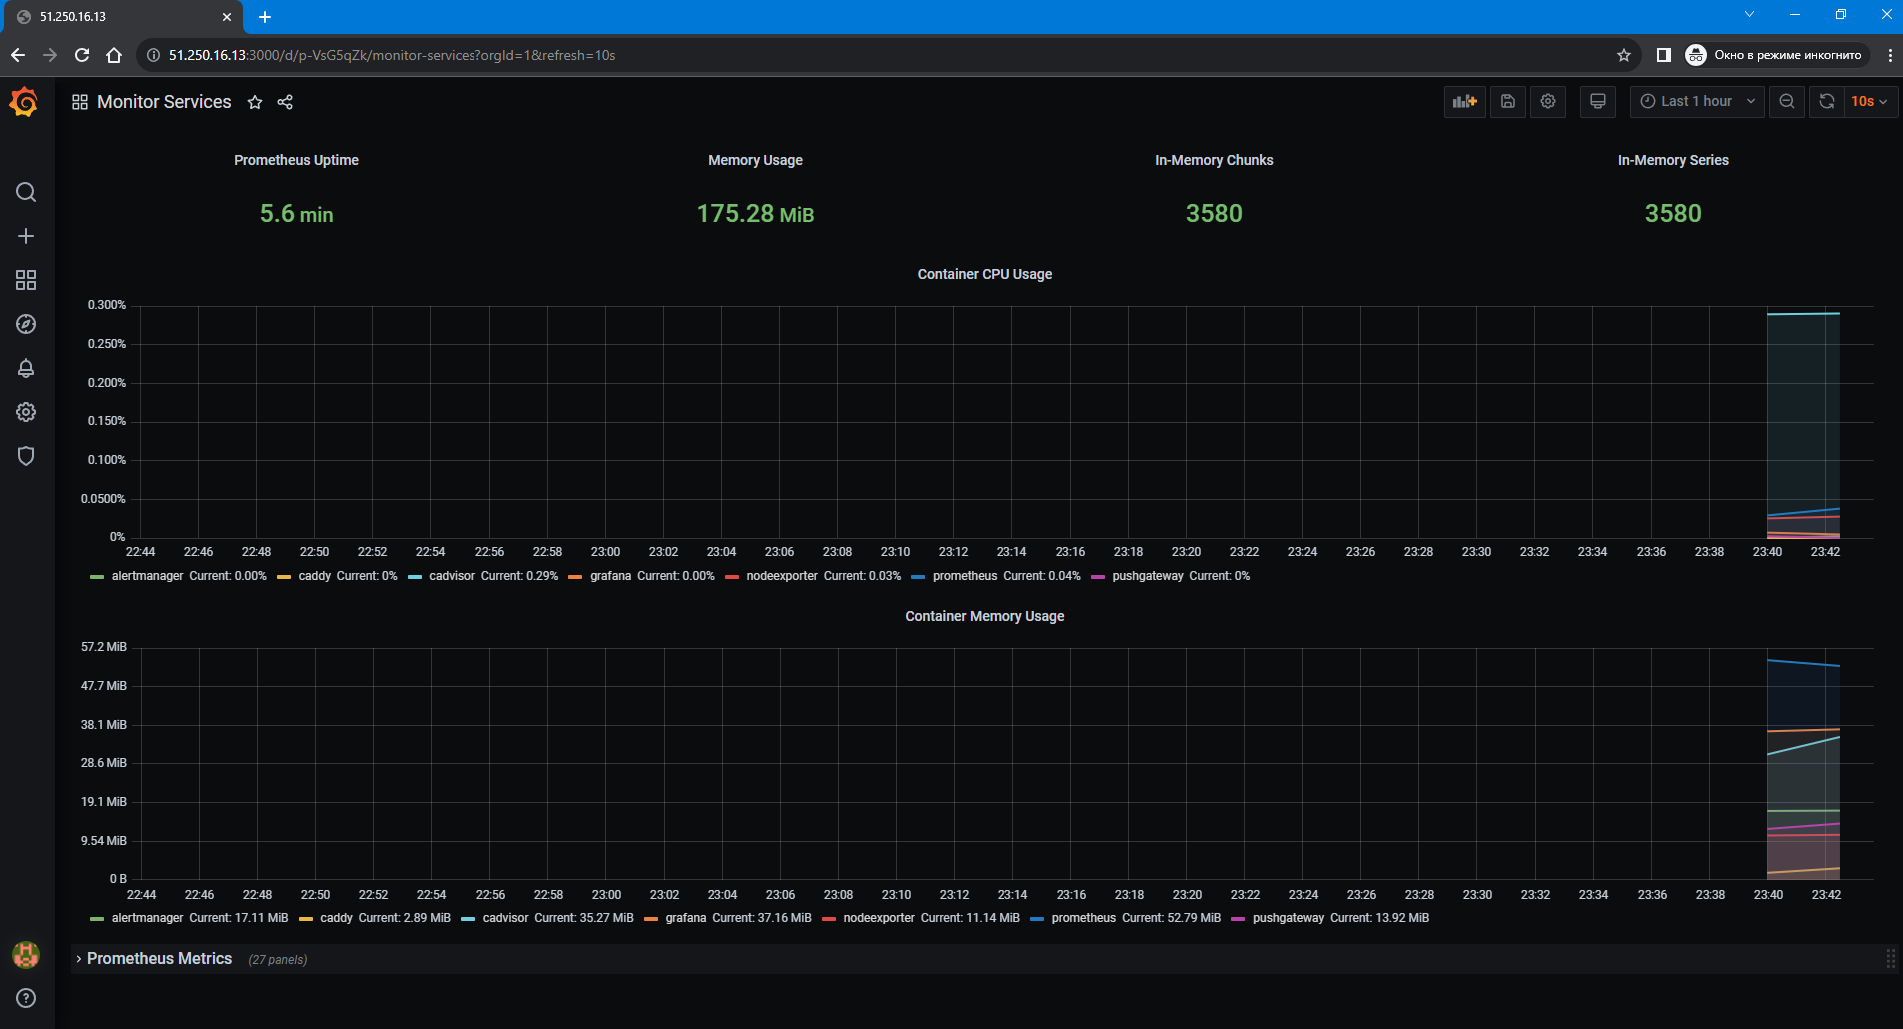 51.250.16.13
51.250.16.13:3000/d/p-VsG5qZk/monitor-services?orgId=1&refresh=10s
Окно в режиме инкогнито
Monitor Services
Last 1 hour
10s
Prometheus Uptime
Memory Usage
In-Memory Chunks
In-Memory Series
5.6 min
175.28 MiB
3580
3580
Container CPU Usage
0.300%
0.250%
0.200%
0.150%
0.100%
0.0500%
0%
22:44 22:46 22:48 22:50 22:52 22:54 22:56 22:58 23:00 23:02 23:04 23:06 23:08 23:10 23:12 23:14 23:16 23:18 23:20 23:22 23:24 23:26 23:28 23:30 23:32 23:34 23:36 23:38 23:40 23:42
alertmanager Current: 0.00% caddy Current: 0% cadvisor Current: 0.29% grafana Current: 0.00% nodeexporter Current: 0.03% prometheus Current: 0.04% pushgateway Current: 0%
Container Memory Usage
57.2 MiB
47.7 MiB
38.1 MiB
28.6 MiB
19.1 MiB
9.54 MiB
0 B
22:44 22:46 22:48 22:50 22:52 22:54 22:56 22:58 23:00 23:02 23:04 23:06 23:08 23:10 23:12 23:14 23:16 23:18 23:20 23:22 23:24 23:26 23:28 23:30 23:32 23:34 23:36 23:38 23:40 23:42
alertmanager Current: 17.11 MiB caddy Current: 2.89 MiB cadvisor Current: 35.27 MiB grafana Current: 37.16 MiB nodeexporter Current: 11.14 MiB prometheus Current: 52.79 MiB pushgateway Current: 13.92 MiB
Prometheus Metrics (27 panels)